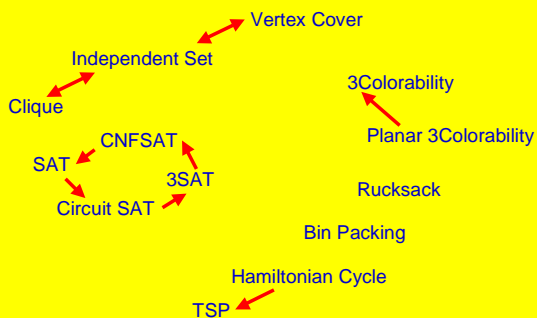 Vertex Cover
Independent Set
3Colorability
Clique
Planar 3Colorability
CNFSAT
SAT
3SAT
Rucksack
Circuit SAT
Bin Packing
Hamiltonian Cycle
TSP